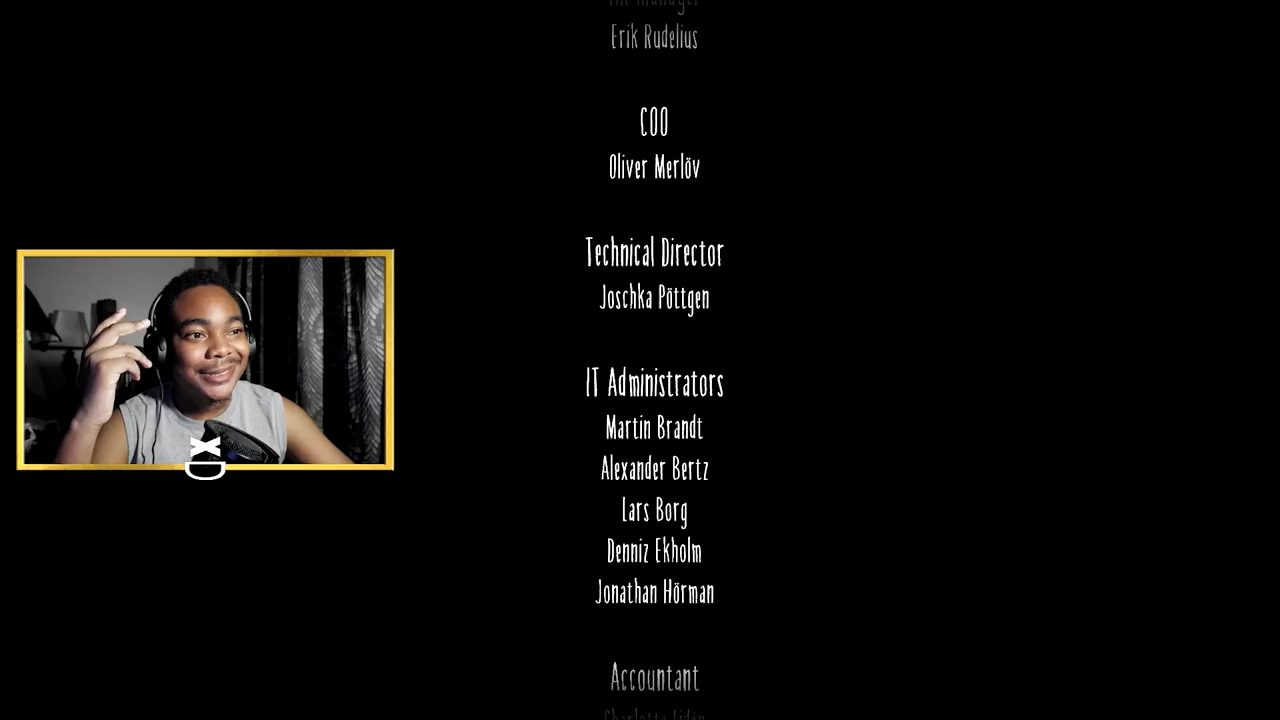 Erik Rudelius
COO
Oliver Merlöv
Technical Director
Joschka Pöttgen
IT Administrators
Martin Brandt
Alexander Bertz
Lars Borg
Denniz Ekholm
Jonathan Hörman
XD
Accountant